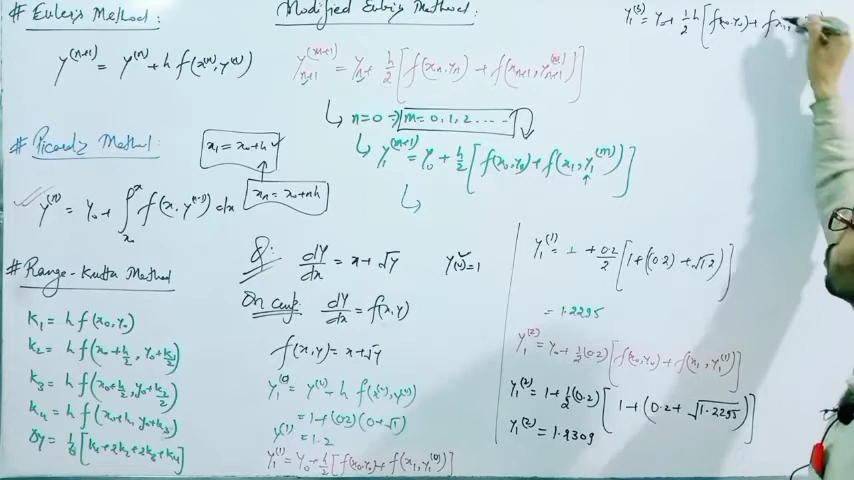 # Euler's Method:
y^(n+1) = y^(n) + h f(x^(n), y^(n))
# Picard's Method:
y^(n) = y₀ + ∫_{x₀}^{x} f(x, y^(n-1)) dx
x₁ = x₀ + h
xₙ = x₀ + nh
# Range-Kutta Method
K₁ = h f(x₀, y₀)
K₂ = h f(x₀ + h/2, y₀ + K₁/2)
K₃ = h f(x₀ + h/2, y₀ + K₂/2)
K₄ = h f(x₀ + h, y₀ + K₃)
Δy = 1/6 [K₁ + 2K₂ + 2K₃ + K₄]
Modified Euler's Method:
y_{n+1}^(m+1) = yₙ + h/2 [f(xₙ, yₙ) + f(x_{n+1}, y_{n+1}^(m))]
↳ n=0 ⇒ m = 0, 1, 2 ....
↳ y₁^(m+1) = y₀ + h/2 [f(x₀, y₀) + f(x₁, y₁^(m))]
↳
Q: dy/dx = x + √y y(0) = 1
On comp. dy/dx = f(x, y)
f(x, y) = x + √y
y₁^(0) = y^(0) + h f(x^(0), y^(0))
= 1 + (0.2) (0 + √1)
y^(1) = 1.2
y₁^(1) = y₀ + h/2 [f(x₀, y₀) + f(x₁, y₁^(0))]
y₁^(1) = 1 + 0.2/2 [1 + ((0.2) + √1.2)]
= 1.2295
y₁^(2) = y₀ + 1/2 (0.2) [f(x₀, y₀) + f(x₁, y₁^(1))]
y₁^(2) = 1 + 1/2 (0.2) [1 + (0.2 + √1.2295)]
y₁^(2) = 1.2309
y₁^(3) = y₀ + 1/2 h [f(x₀, y₀) + f x₁,